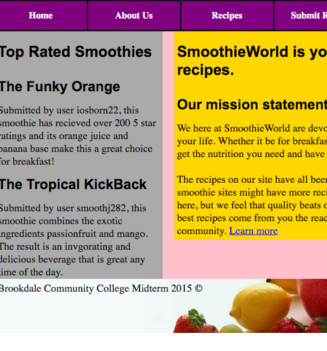 Home About Us Recipes Submit R
Top Rated Smoothies
The Funky Orange
Submitted by user iosborn22, this
smoothie has recieved over 200 5 star
ratings and its orange juice and
banana base make this a great choice
for breakfast!
The Tropical KickBack
Submitted by user smoothj282, this
smoothie combines the exotic
ingredients passionfruit and mango.
The result is an invgorating and
delicious beverage that is great any
time of the day.
SmoothieWorld is yo
recipes.
Our mission statement
We here at SmoothieWorld are devo
your life. Whether it be for breakfas
get the nutrition you need and have
The recipes on our site have all been
smoothie sites might have more reci
here, but we feel that quality beats
best recipes come from you the read
community. Learn more
Brookdale Community College Midterm 2015 ©